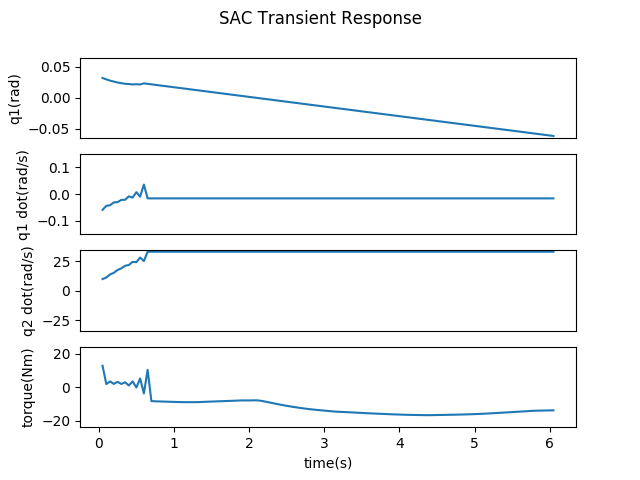 SAC Transient Response
q1(rad)
0.05
0.00
−0.05
q1 dot(rad/s)
0.1
0.0
−0.1
q2 dot(rad/s)
25
0
−25
torque(Nm)
20
0
−20
0 1 2 3 4 5 6
time(s)